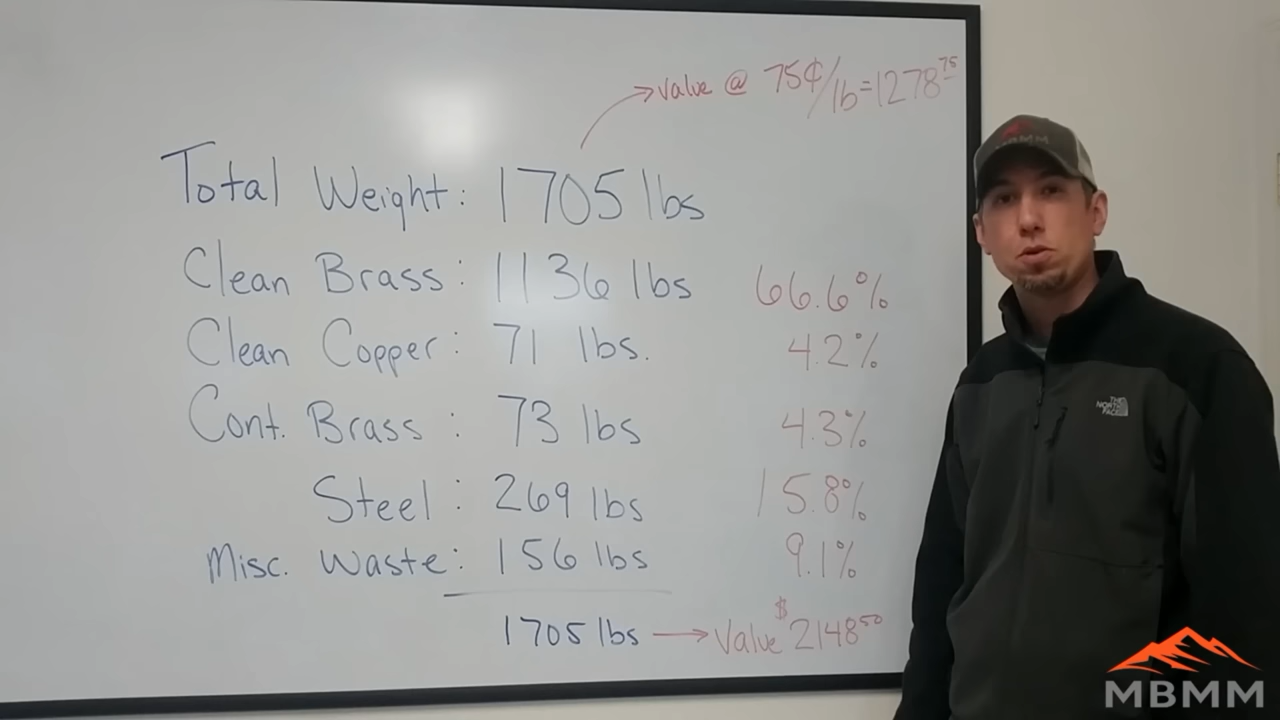 value @ 75¢/lb=1278 75
Total Weight: 1705 lbs
Clean Brass: 1136 lbs 66.6%
Clean Copper: 71 lbs. 4.2%
Cont. Brass: 73 lbs 4.3%
Steel: 269 lbs 15.8%
Misc. Waste: 156 lbs 9.1%
1705 lbs → Value $2148 50
MBMM
THE
NORTH
FACE
MBMM